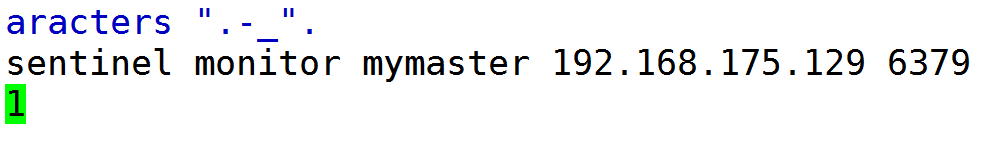 aracters ".-_".
sentinel monitor mymaster 192.168.175.129 6379
1